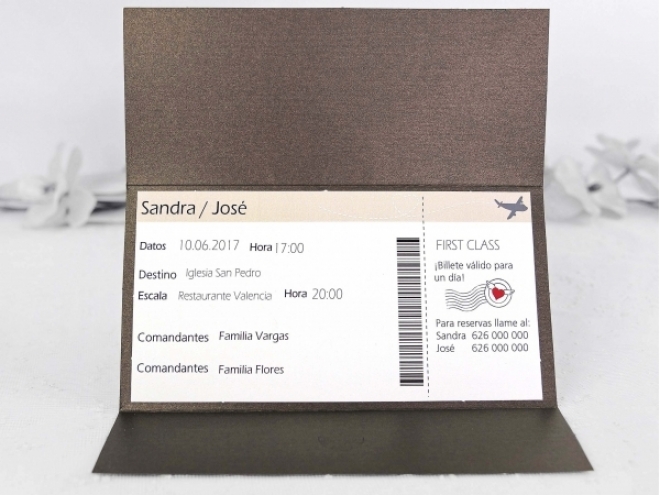 Sandra / José
Datos 10.06.2017 Hora 17:00
Destino Iglesia San Pedro
Escala Restaurante Valencia Hora 20:00
Comandantes Familia Vargas
Comandantes Familia Flores
FIRST CLASS
¡Billete válido para
un día!
Para reservas llame al:
Sandra 626 000 000
José 626 000 000